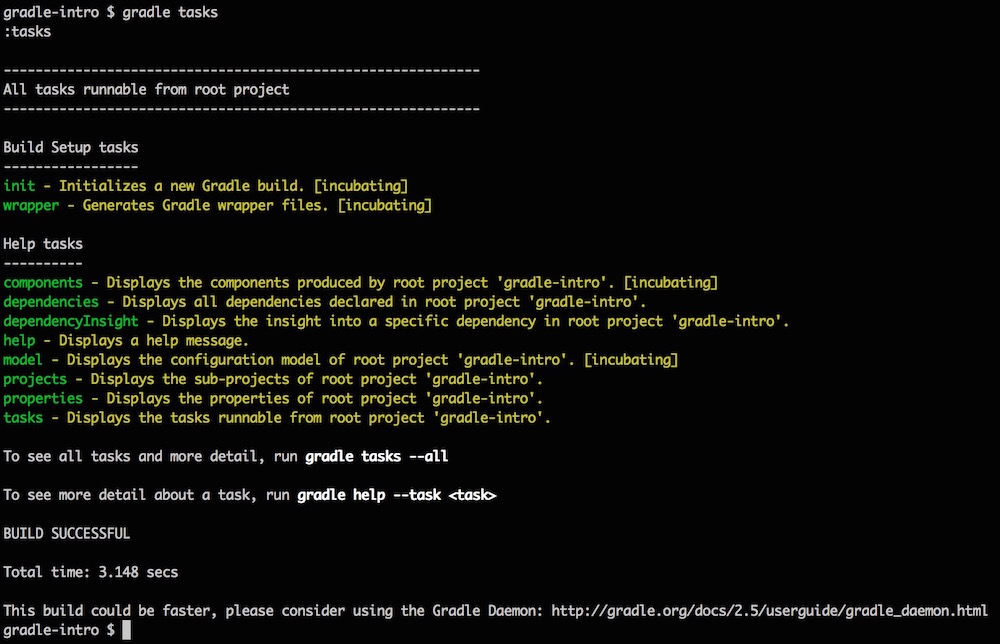 gradle-intro $ gradle tasks
:tasks
------------------------------------------------------------
All tasks runnable from root project
------------------------------------------------------------
Build Setup tasks
-----------------
init - Initializes a new Gradle build. [incubating]
wrapper - Generates Gradle wrapper files. [incubating]
Help tasks
----------
components - Displays the components produced by root project 'gradle-intro'. [incubating]
dependencies - Displays all dependencies declared in root project 'gradle-intro'.
dependencyInsight - Displays the insight into a specific dependency in root project 'gradle-intro'.
help - Displays a help message.
model - Displays the configuration model of root project 'gradle-intro'. [incubating]
projects - Displays the sub-projects of root project 'gradle-intro'.
properties - Displays the properties of root project 'gradle-intro'.
tasks - Displays the tasks runnable from root project 'gradle-intro'.
To see all tasks and more detail, run gradle tasks --all
To see more detail about a task, run gradle help --task <task>
BUILD SUCCESSFUL
Total time: 3.148 secs
This build could be faster, please consider using the Gradle Daemon: http://gradle.org/docs/2.5/userguide/gradle_daemon.html
gradle-intro $